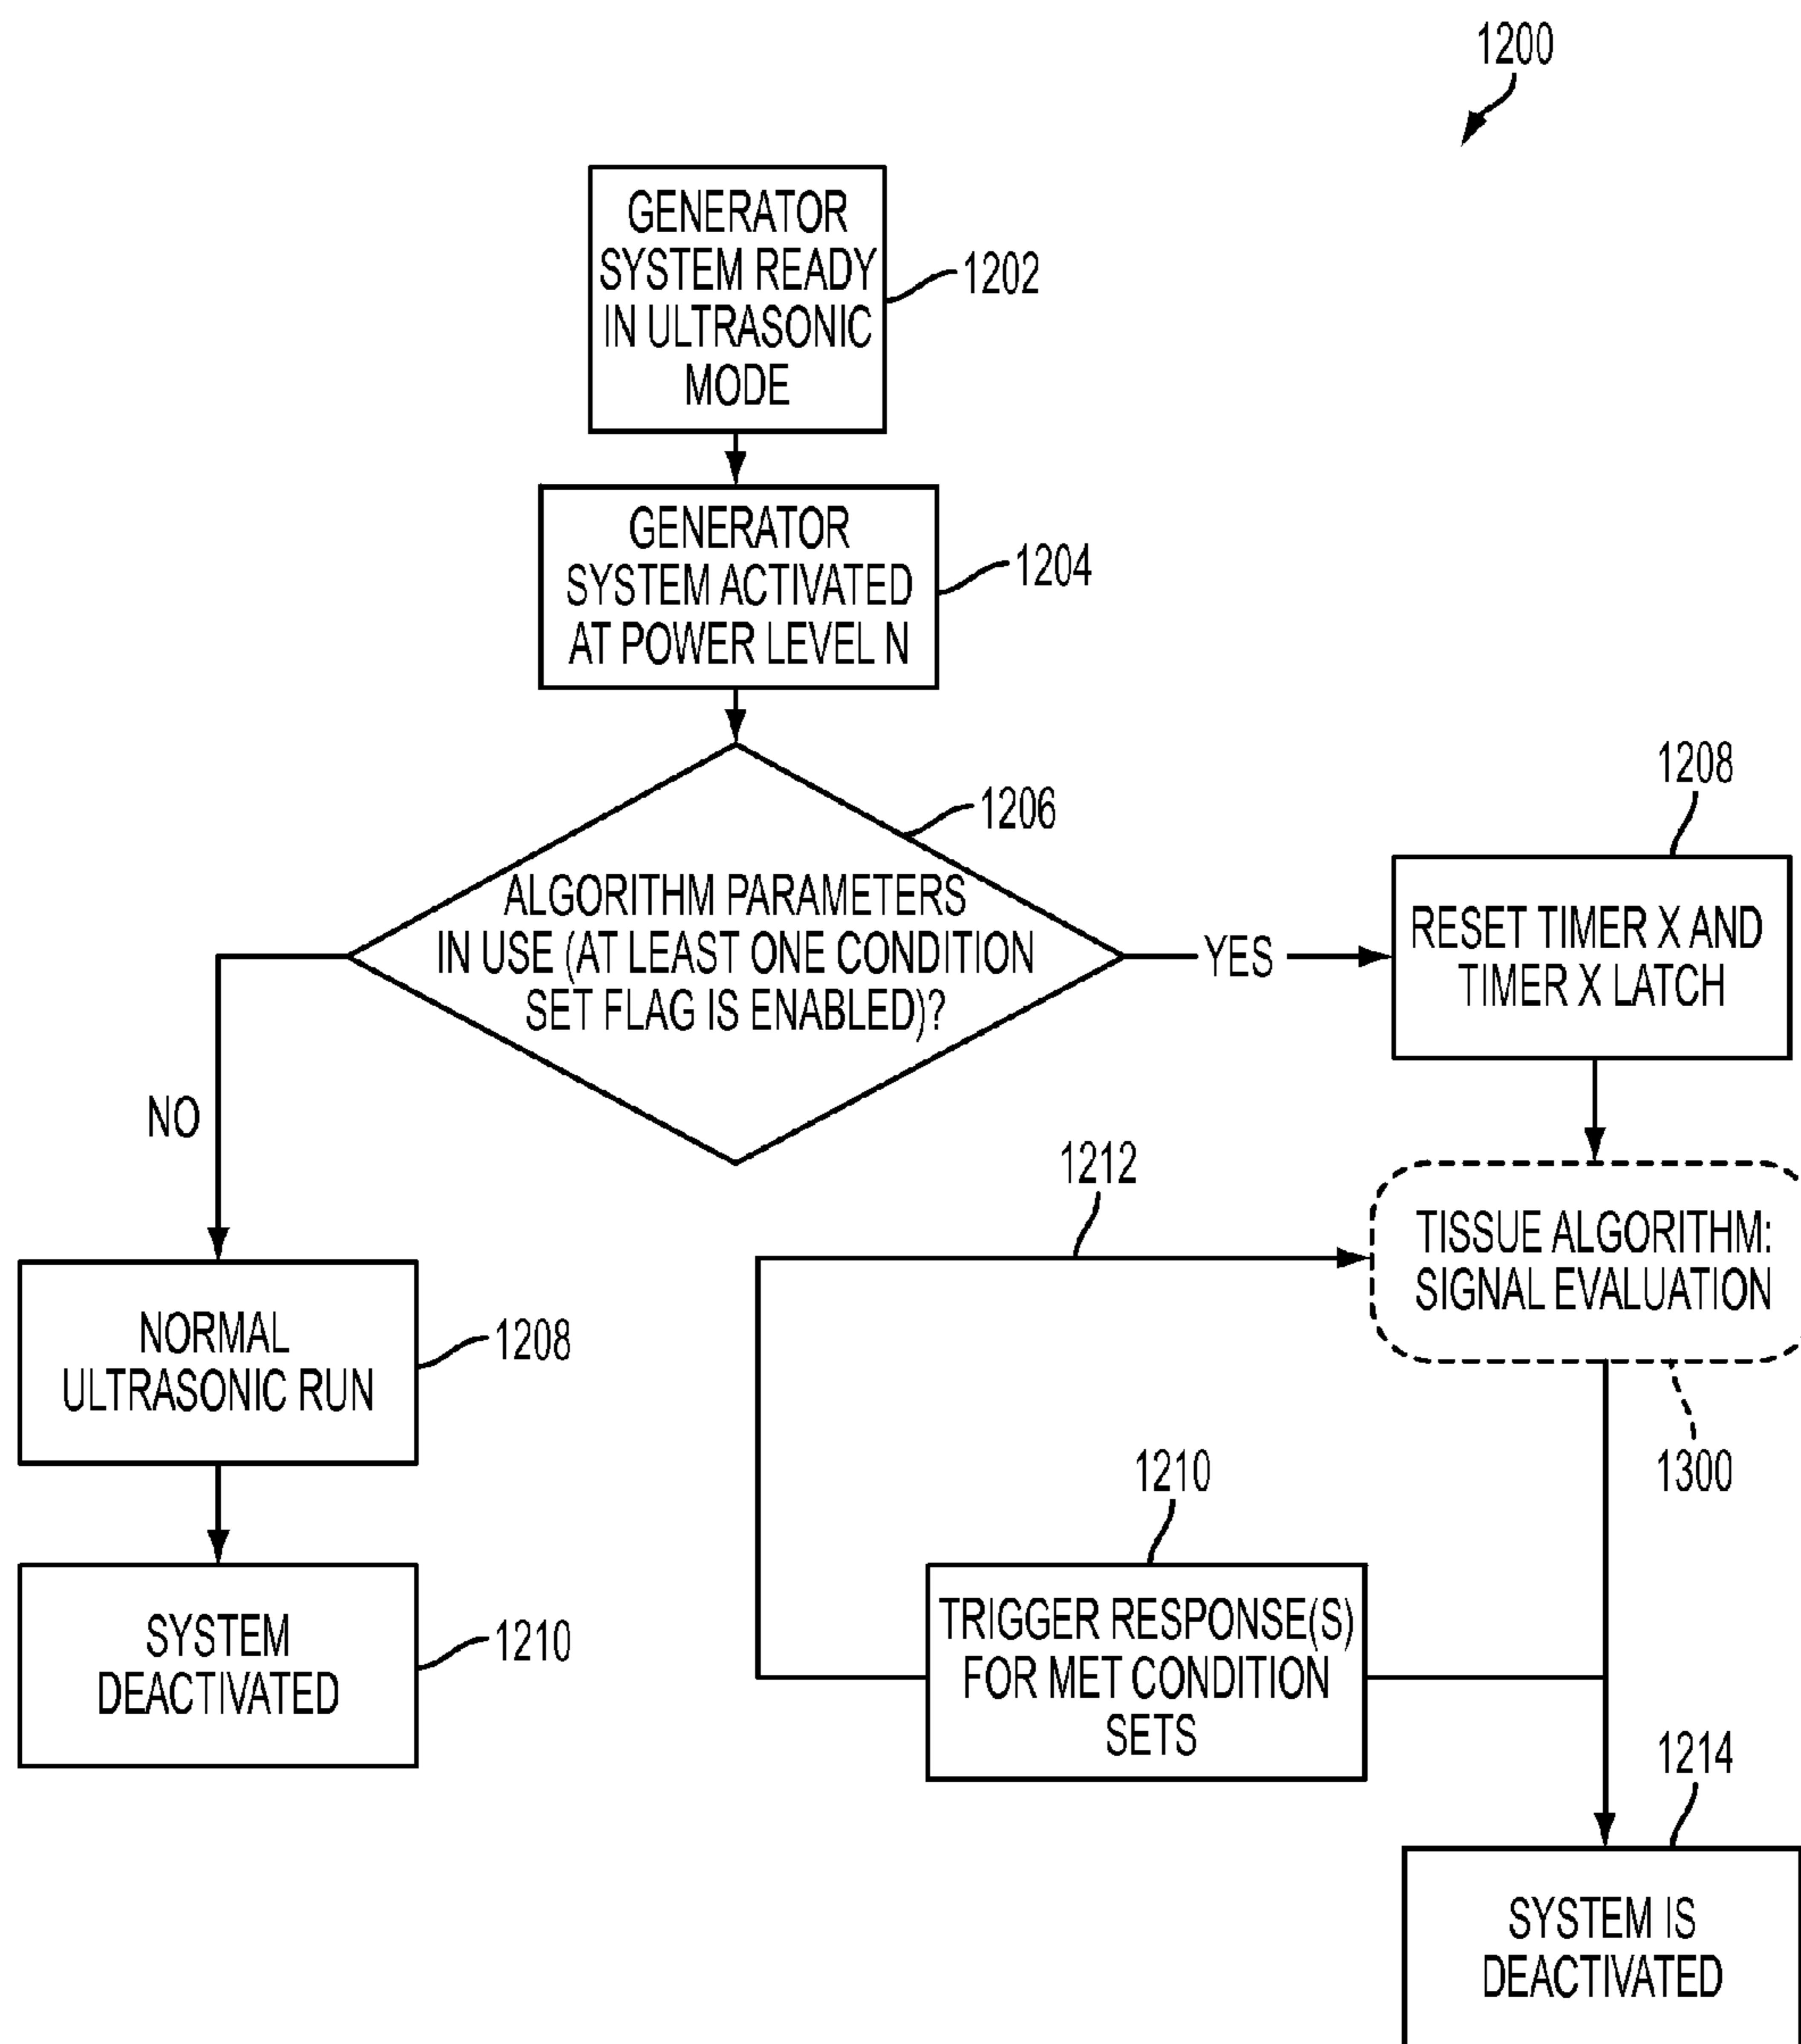 1200
GENERATOR
SYSTEM READY
IN ULTRASONIC
MODE
1202
GENERATOR
SYSTEM ACTIVATED
AT POWER LEVEL N
1204
1206
ALGORITHM PARAMETERS
IN USE (AT LEAST ONE CONDITION
SET FLAG IS ENABLED)?
YES
NO
1208
RESET TIMER X AND
TIMER X LATCH
1212
TISSUE ALGORITHM:
SIGNAL EVALUATION
1300
NORMAL
ULTRASONIC RUN
1208
SYSTEM
DEACTIVATED
1210
1210
TRIGGER RESPONSE(S)
FOR MET CONDITION
SETS
1214
SYSTEM IS
DEACTIVATED